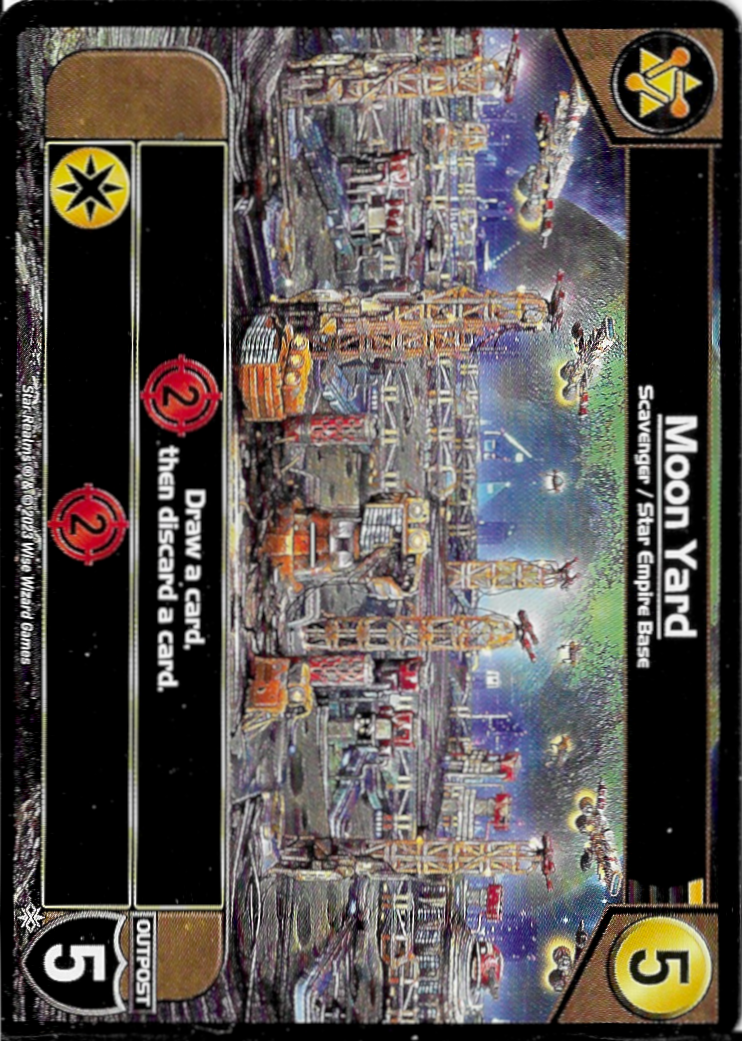 Moon Yard
Scavenger / Star Empire Base
5
2
Draw a card,
then discard a card.
2
OUTPOST
5
Star Realms ® & © 2023 Wise Wizard Games